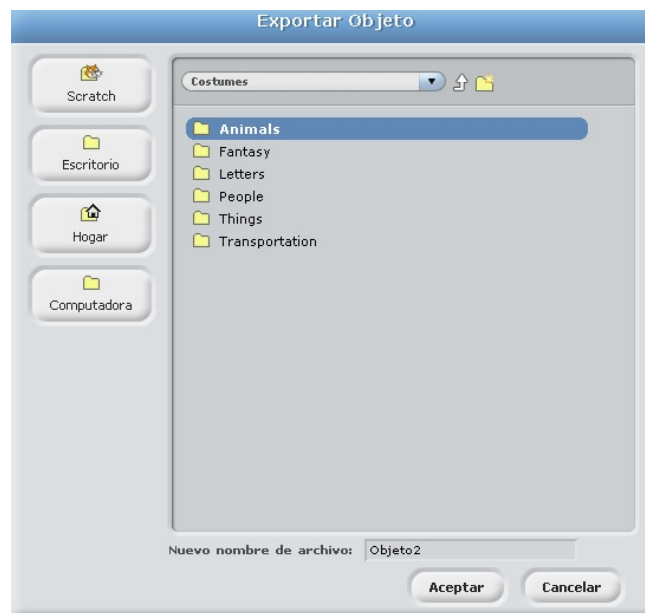 Exportar Objeto
Scratch
Escritorio
Hogar
Computadora
Costumes
Animals
Fantasy
Letters
People
Things
Transportation
Nuevo nombre de archivo: Objeto2
Aceptar Cancelar